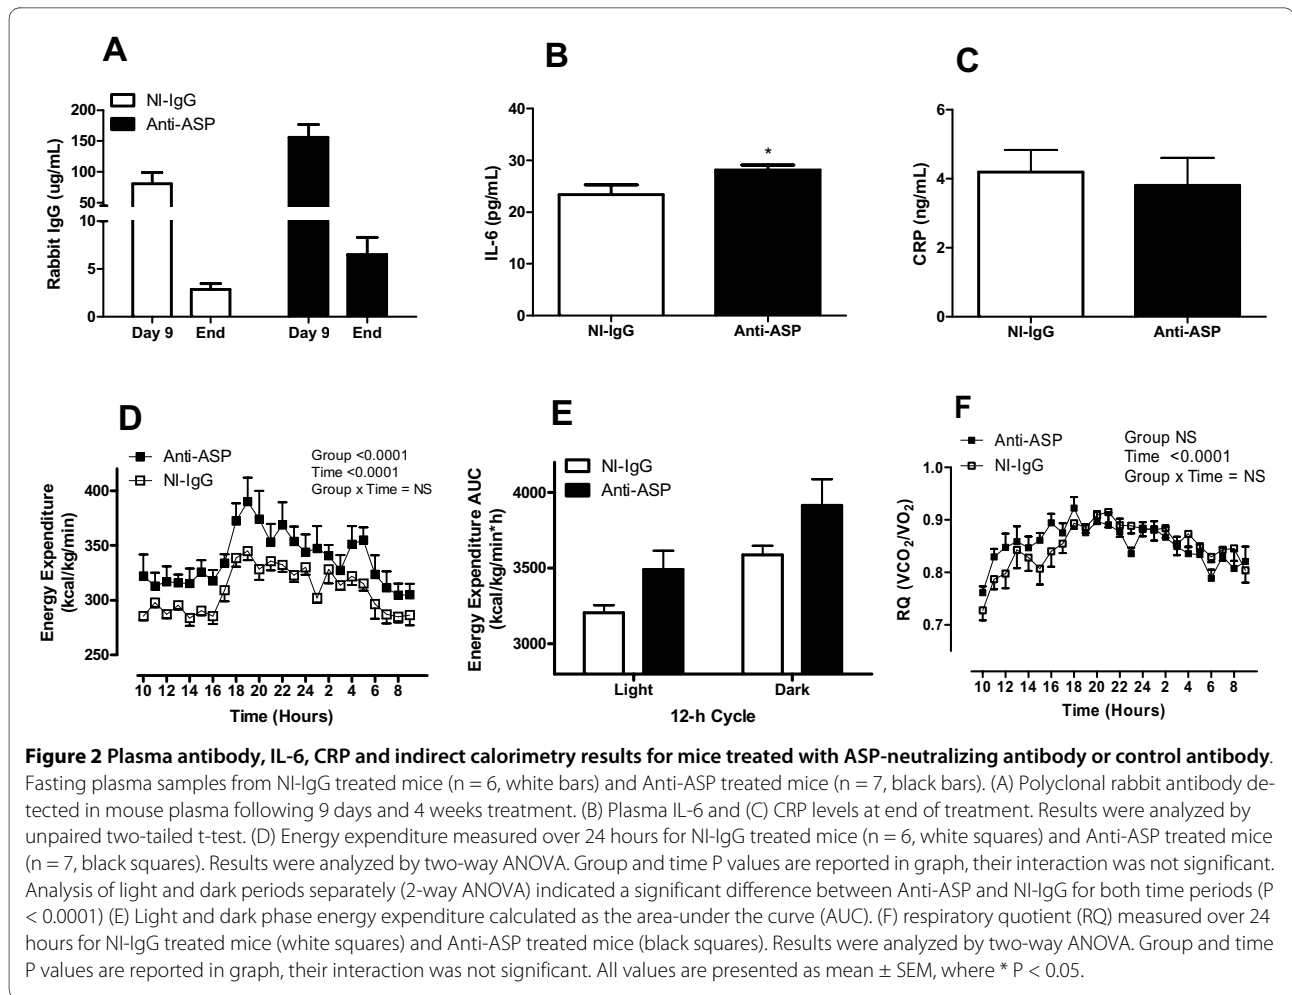 A
NI-IgG
Anti-ASP
Rabbit IgG (ug/mL)
200
150
100
50
10
5
0
Day 9 End Day 9 End
B
IL-6 (pg/mL)
40
30
20
10
0
*
NI-IgG Anti-ASP
C
CRP (ng/mL)
6
4
2
0
NI-IgG Anti-ASP
D
Anti-ASP
NI-IgG
Group <0.0001
Time <0.0001
Group x Time = NS
Energy Expenditure
(kcal/kg/min)
400
350
300
250
10 12 14 16 18 20 22 24 2 4 6 8
Time (Hours)
E
NI-IgG
Anti-ASP
Energy Expenditure AUC
(kcal/kg/min*h)
4000
3500
3000
Light Dark
12-h Cycle
F
Anti-ASP
NI-IgG
Group NS
Time <0.0001
Group x Time = NS
RQ (VCO2/VO2)
1.0
0.9
0.8
0.7
10 12 14 16 18 20 22 24 2 4 6 8
Time (Hours)
Figure 2 Plasma antibody, IL-6, CRP and indirect calorimetry results for mice treated with ASP-neutralizing antibody or control antibody.
Fasting plasma samples from NI-IgG treated mice (n = 6, white bars) and Anti-ASP treated mice (n = 7, black bars). (A) Polyclonal rabbit antibody de-
tected in mouse plasma following 9 days and 4 weeks treatment. (B) Plasma IL-6 and (C) CRP levels at end of treatment. Results were analyzed by
unpaired two-tailed t-test. (D) Energy expenditure measured over 24 hours for NI-IgG treated mice (n = 6, white squares) and Anti-ASP treated mice
(n = 7, black squares). Results were analyzed by two-way ANOVA. Group and time P values are reported in graph, their interaction was not significant.
Analysis of light and dark periods separately (2-way ANOVA) indicated a significant difference between Anti-ASP and NI-IgG for both time periods (P
< 0.0001) (E) Light and dark phase energy expenditure calculated as the area-under the curve (AUC). (F) respiratory quotient (RQ) measured over 24
hours for NI-IgG treated mice (white squares) and Anti-ASP treated mice (black squares). Results were analyzed by two-way ANOVA. Group and time
P values are reported in graph, their interaction was not significant. All values are presented as mean ± SEM, where * P < 0.05.